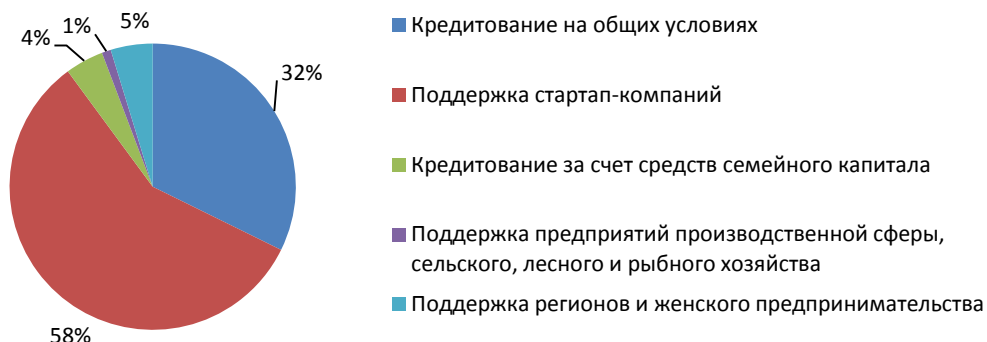 4%
1%
5%
32%
58%
Кредитование на общих условиях
Поддержка стартап-компаний
Кредитование за счет средств семейного капитала
Поддержка предприятий производственной сферы,
сельского, лесного и рыбного хозяйства
Поддержка регионов и женского предпринимательства